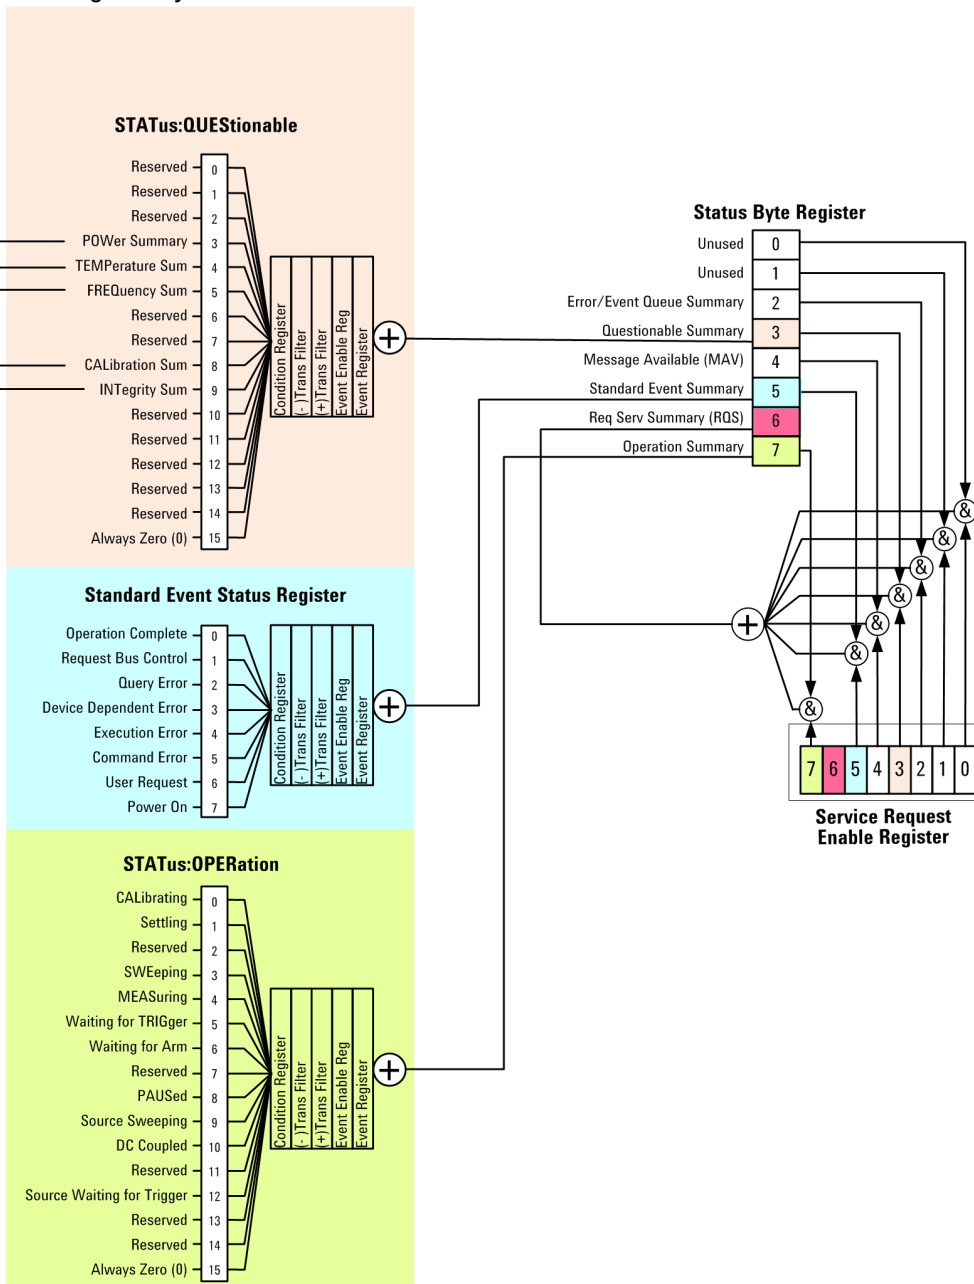 STATus:QUEStionable
Reserved 0
Reserved 1
Reserved 2
POWer Summary 3
TEMPerature Sum 4
FREQuency Sum 5
Reserved 6
Reserved 7
CALibration Sum 8
INTegrity Sum 9
Reserved 10
Reserved 11
Reserved 12
Reserved 13
Reserved 14
Always Zero (0) 15
Condition Register
(-)Trans Filter
(+)Trans Filter
Event Enable Reg
Event Register
+
Standard Event Status Register
Operation Complete 0
Request Bus Control 1
Query Error 2
Device Dependent Error 3
Execution Error 4
Command Error 5
User Request 6
Power On 7
Condition Register
(-)Trans Filter
(+)Trans Filter
Event Enable Reg
Event Register
+
STATus:OPERation
CALibrating 0
Settling 1
Reserved 2
SWEeping 3
MEASuring 4
Waiting for TRIGger 5
Waiting for Arm 6
Reserved 7
PAUSed 8
Source Sweeping 9
DC Coupled 10
Reserved 11
Source Waiting for Trigger 12
Reserved 13
Reserved 14
Always Zero (0) 15
Condition Register
(-)Trans Filter
(+)Trans Filter
Event Enable Reg
Event Register
+
Status Byte Register
Unused 0
Unused 1
Error/Event Queue Summary 2
Questionable Summary 3
Message Available (MAV) 4
Standard Event Summary 5
Req Serv Summary (RQS) 6
Operation Summary 7
&
&
&
&
&
&
&
+
7 6 5 4 3 2 1 0
Service Request
Enable Register